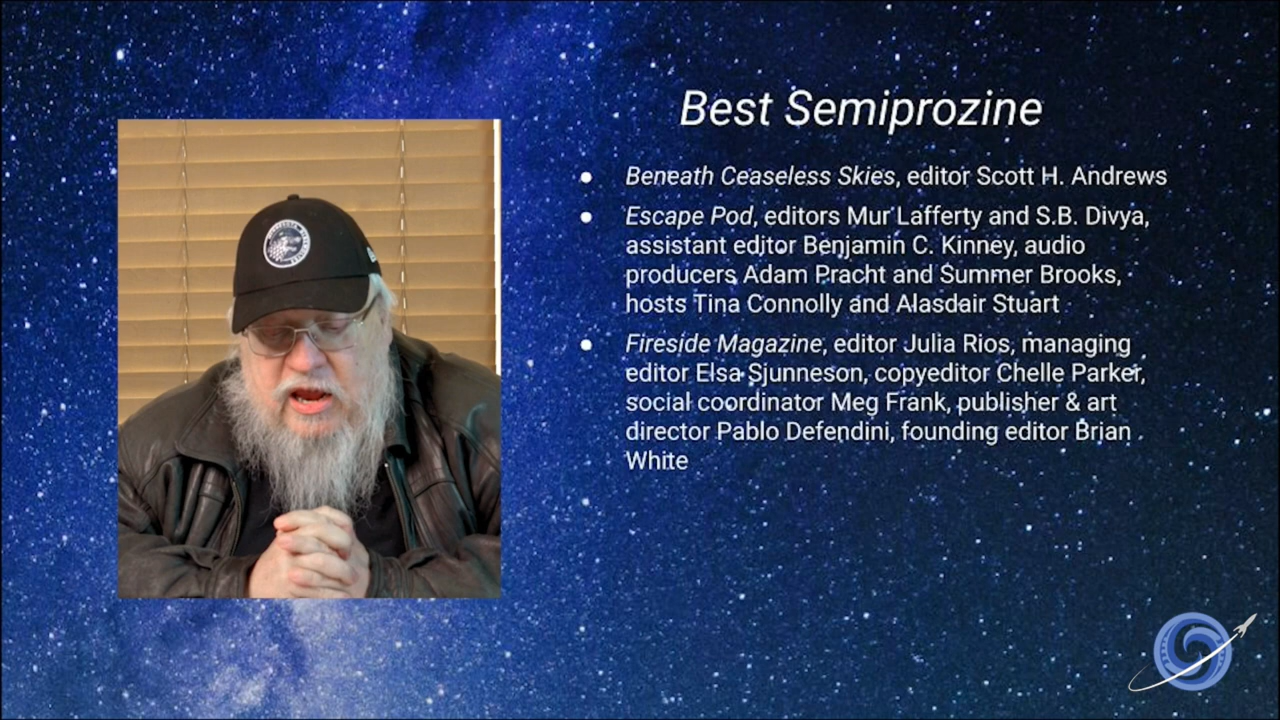 Best Semiprozine
● Beneath Ceaseless Skies, editor Scott H. Andrews
● Escape Pod, editors Mur Lafferty and S.B. Divya,
assistant editor Benjamin C. Kinney, audio
producers Adam Pracht and Summer Brooks,
hosts Tina Connolly and Alasdair Stuart
● Fireside Magazine, editor Julia Rios, managing
editor Elsa Sjunneson, copyeditor Chelle Parker,
social coordinator Meg Frank, publisher & art
director Pablo Defendini, founding editor Brian
White